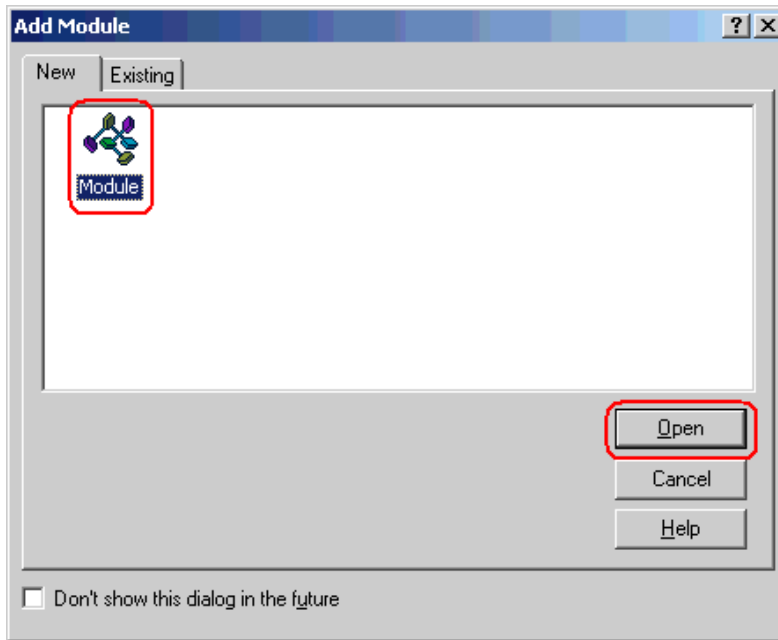 Add Module
New
Existing
Module
Open
Cancel
Help
Don't show this dialog in the future